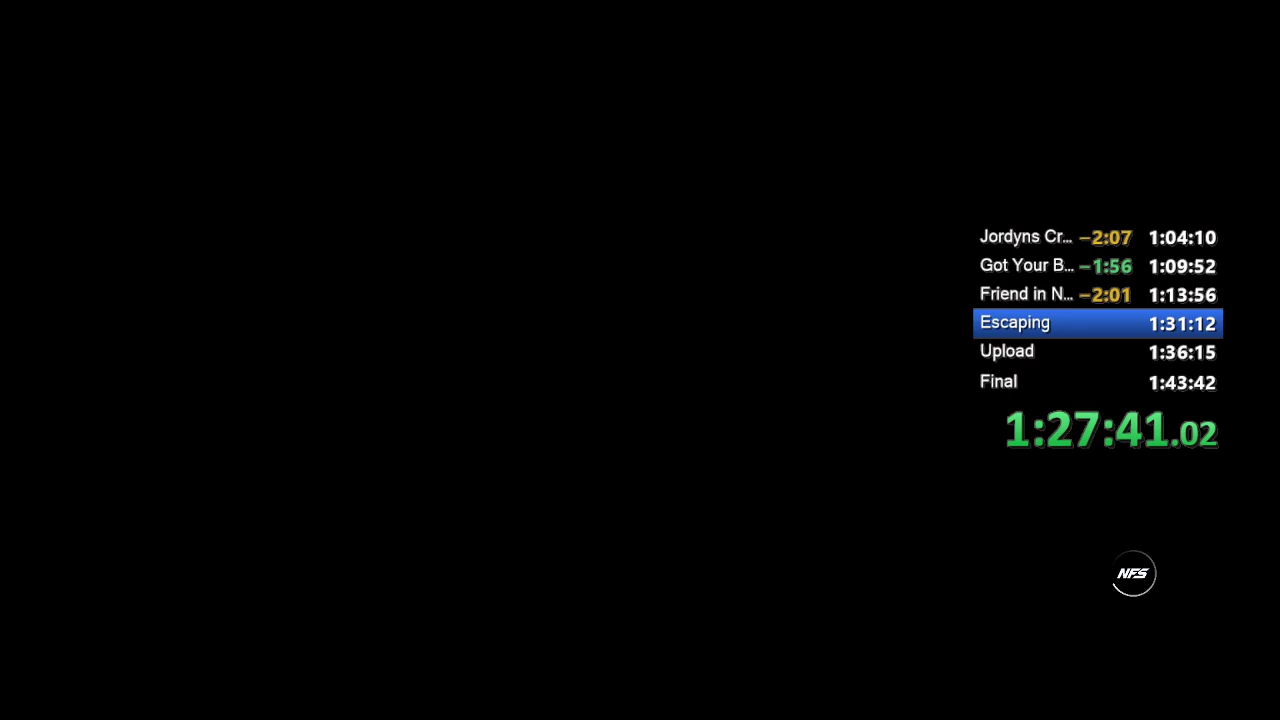 Jordyns Cr... −2:07 1:04:10
Got Your B... −1:56 1:09:52
Friend in N... −2:01 1:13:56
Escaping 1:31:12
Upload 1:36:15
Final 1:43:42
1:27:41.02
NFS